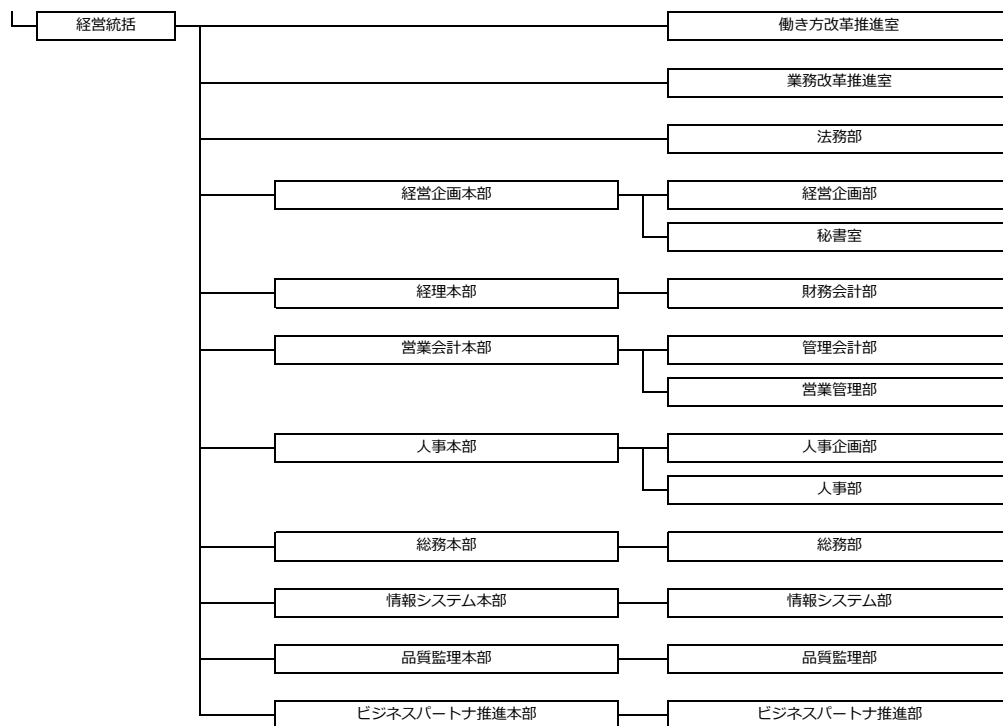 経営統括
働き方改革推進室
業務改革推進室
法務部
経営企画本部
経営企画部
秘書室
経理本部
財務会計部
営業会計本部
管理会計部
営業管理部
人事本部
人事企画部
人事部
総務本部
総務部
情報システム本部
情報システム部
品質監理本部
品質監理部
ビジネスパートナ推進本部
ビジネスパートナ推進部